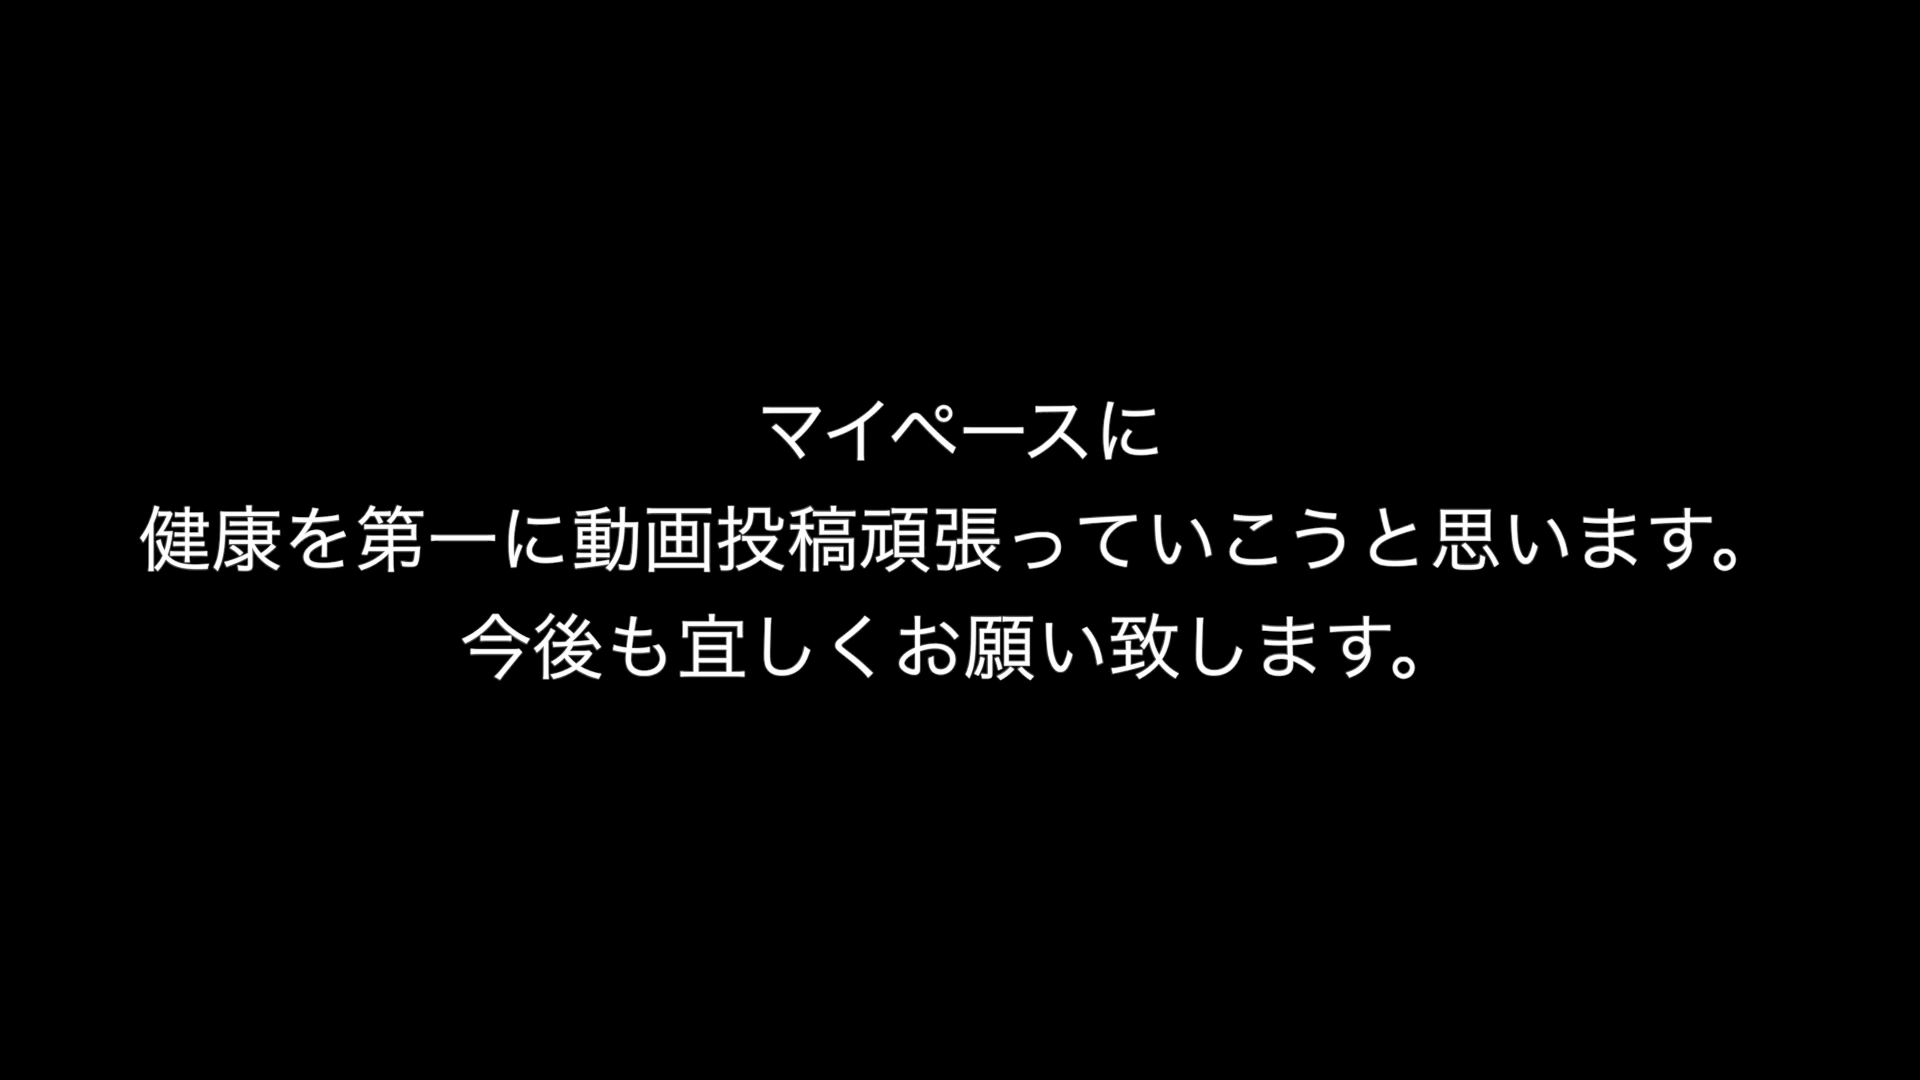 マイペースに
健康を第一に動画投稿頑張っていこうと思います。
今後も宜しくお願い致します。